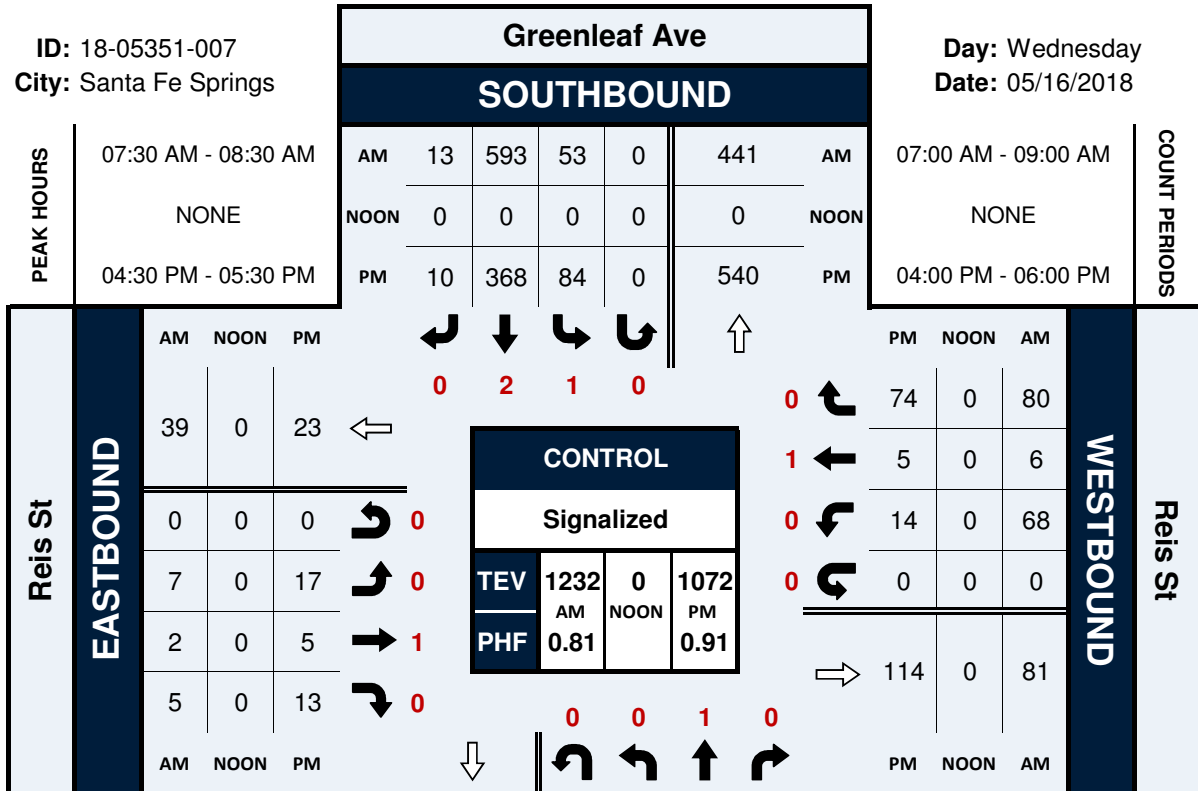 Greenleaf Ave
ID: 18-05351-007
Day: Wednesday
City: Santa Fe Springs
Date: 05/16/2018
SOUTHBOUND
PEAK HOURS
07:30 AM - 08:30 AM
AM 13 593 53 0 441 AM
07:00 AM - 09:00 AM
COUNT PERIODS
NONE
NOON 0 0 0 0 0 NOON
NONE
04:30 PM - 05:30 PM
PM 10 368 84 0 540 PM
04:00 PM - 06:00 PM
Reis St
EASTBOUND
AM NOON PM
0 2 1 0
39 0 23
0 0 0 0
7 0 17 0
2 0 5 1
5 0 13 0
AM NOON PM
CONTROL
Signalized
TEV 1232 0 1072
AM NOON PM
PHF 0.81 0.91
0 0 1 0
PM NOON AM
0 74 0 80
1 5 0 6
0 14 0 68
0 0 0 0
114 0 81
PM NOON AM
WESTBOUND
Reis St